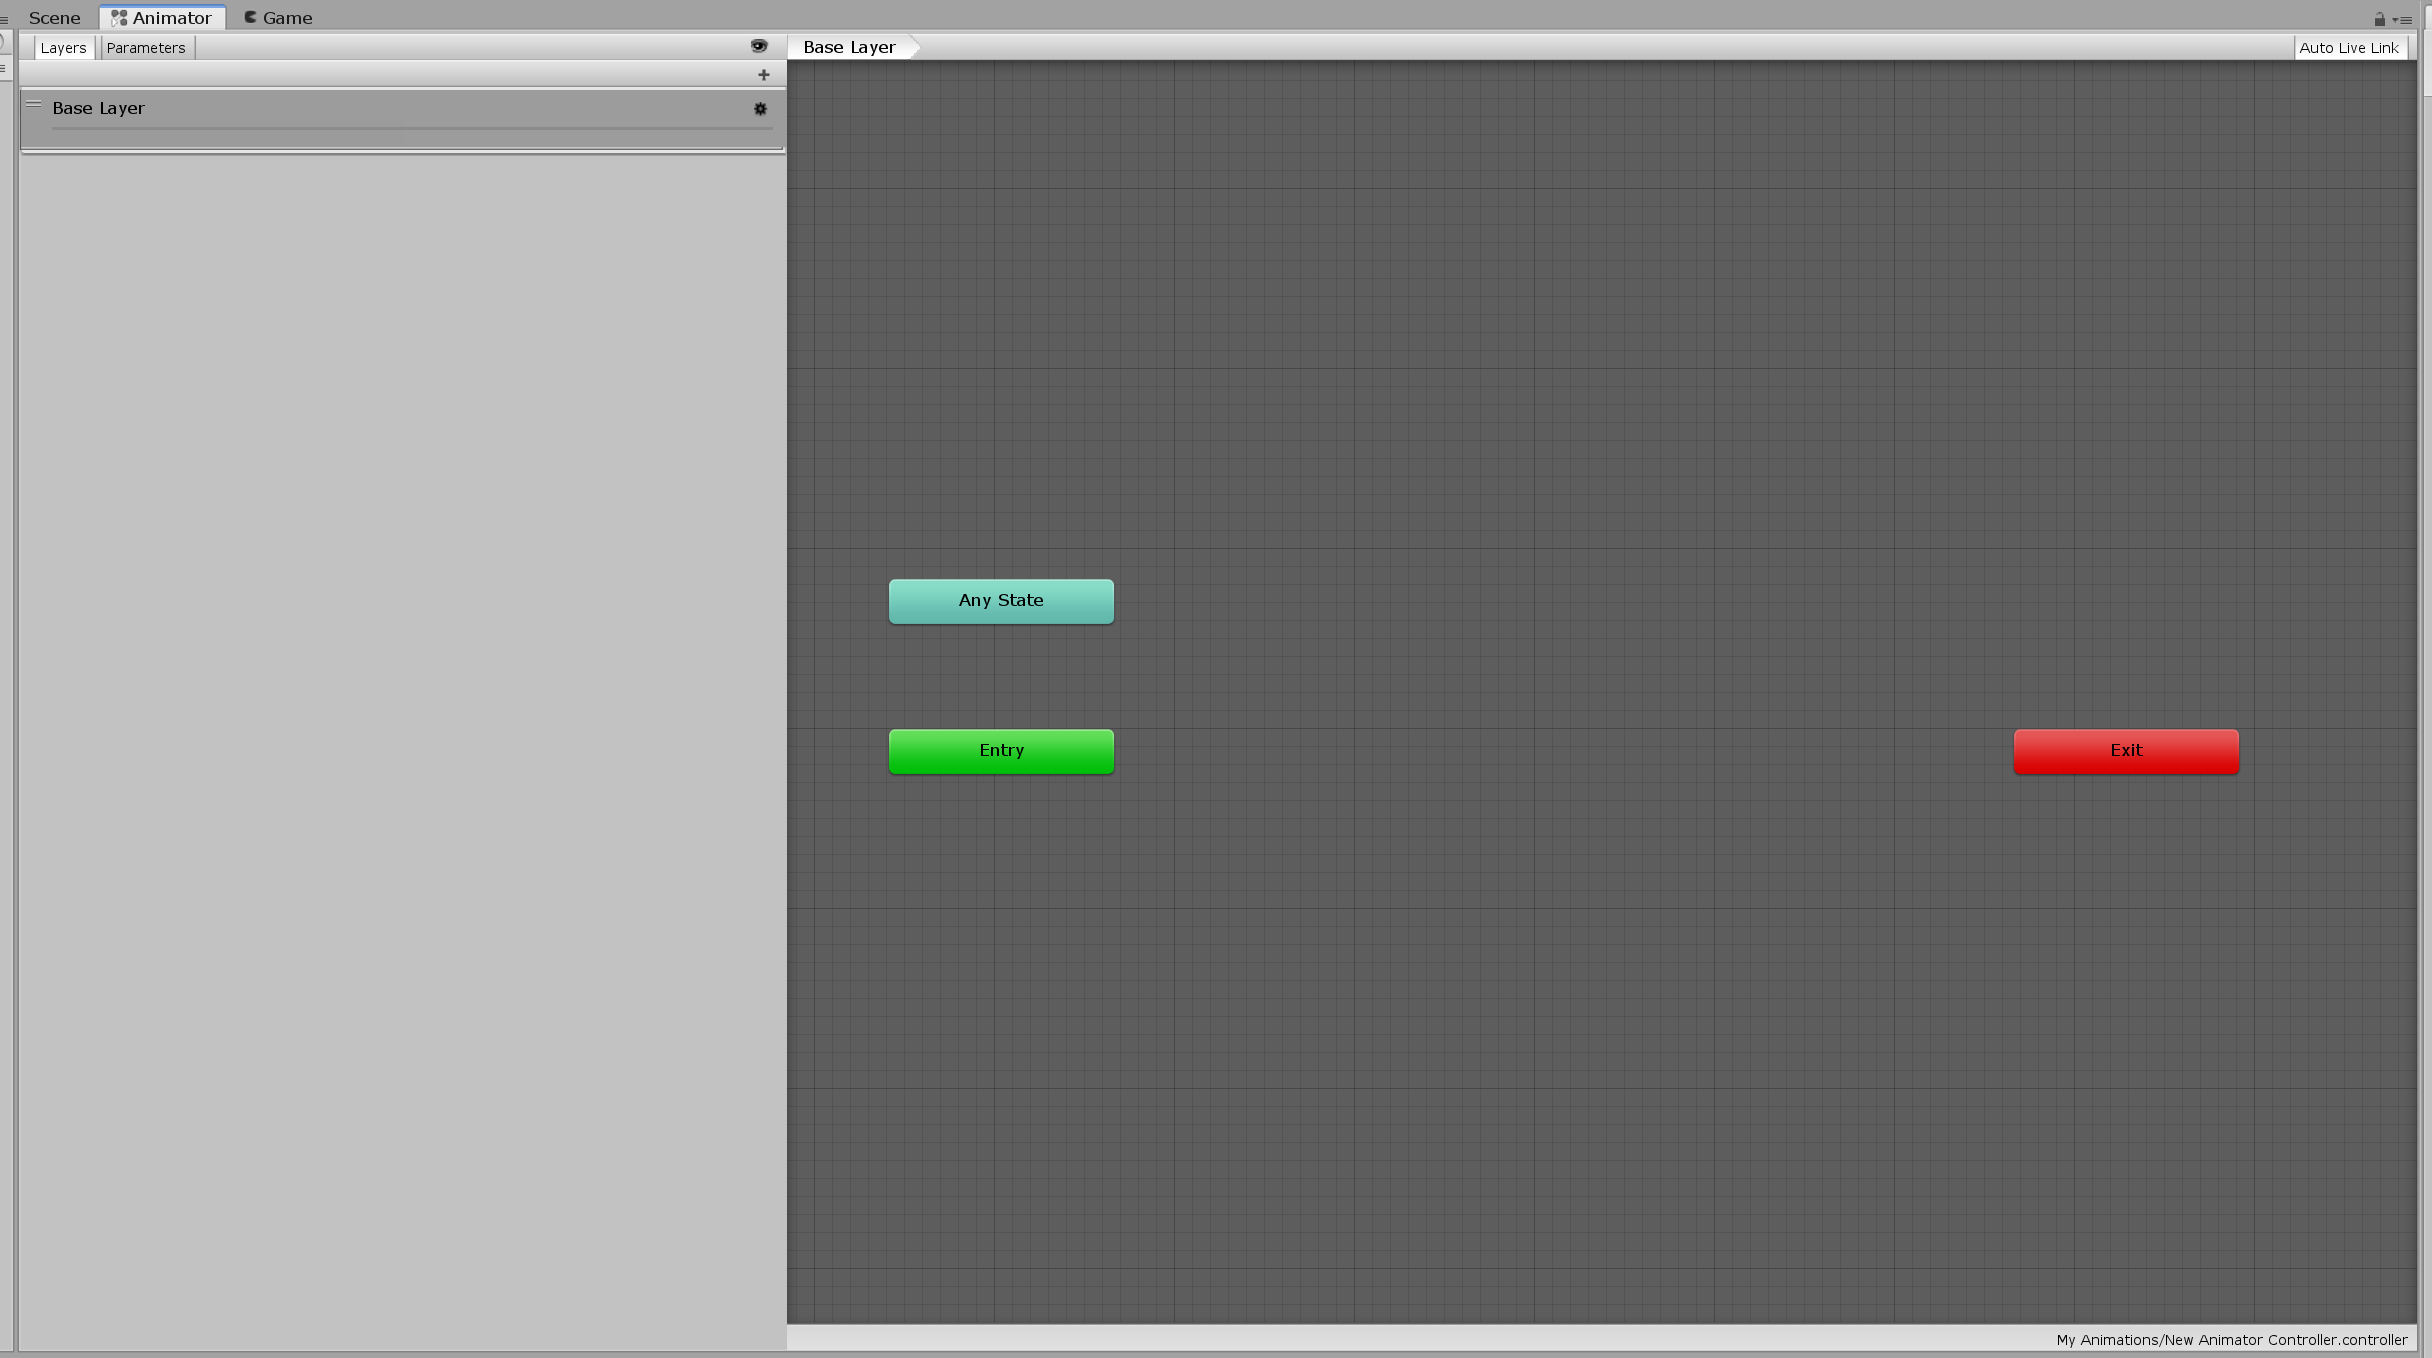 Scene
Animator
Game
Layers
Parameters
Base Layer
Auto Live Link
Base Layer
Any State
Entry
Exit
My Animations/New Animator Controller.controller